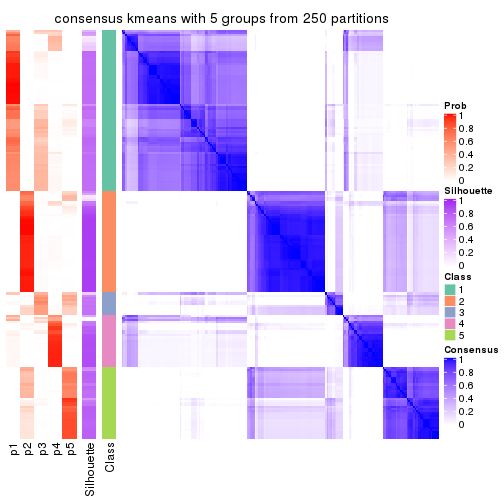 consensus kmeans with 5 groups from 250 partitions
Prob
1
0.8
0.6
0.4
0.2
0
Silhouette
1
0.8
0.6
0.4
0.2
0
Class
1
2
3
4
5
Consensus
1
0.8
0.6
0.4
0.2
0
p1
p2
p3
p4
p5
Silhouette
Class